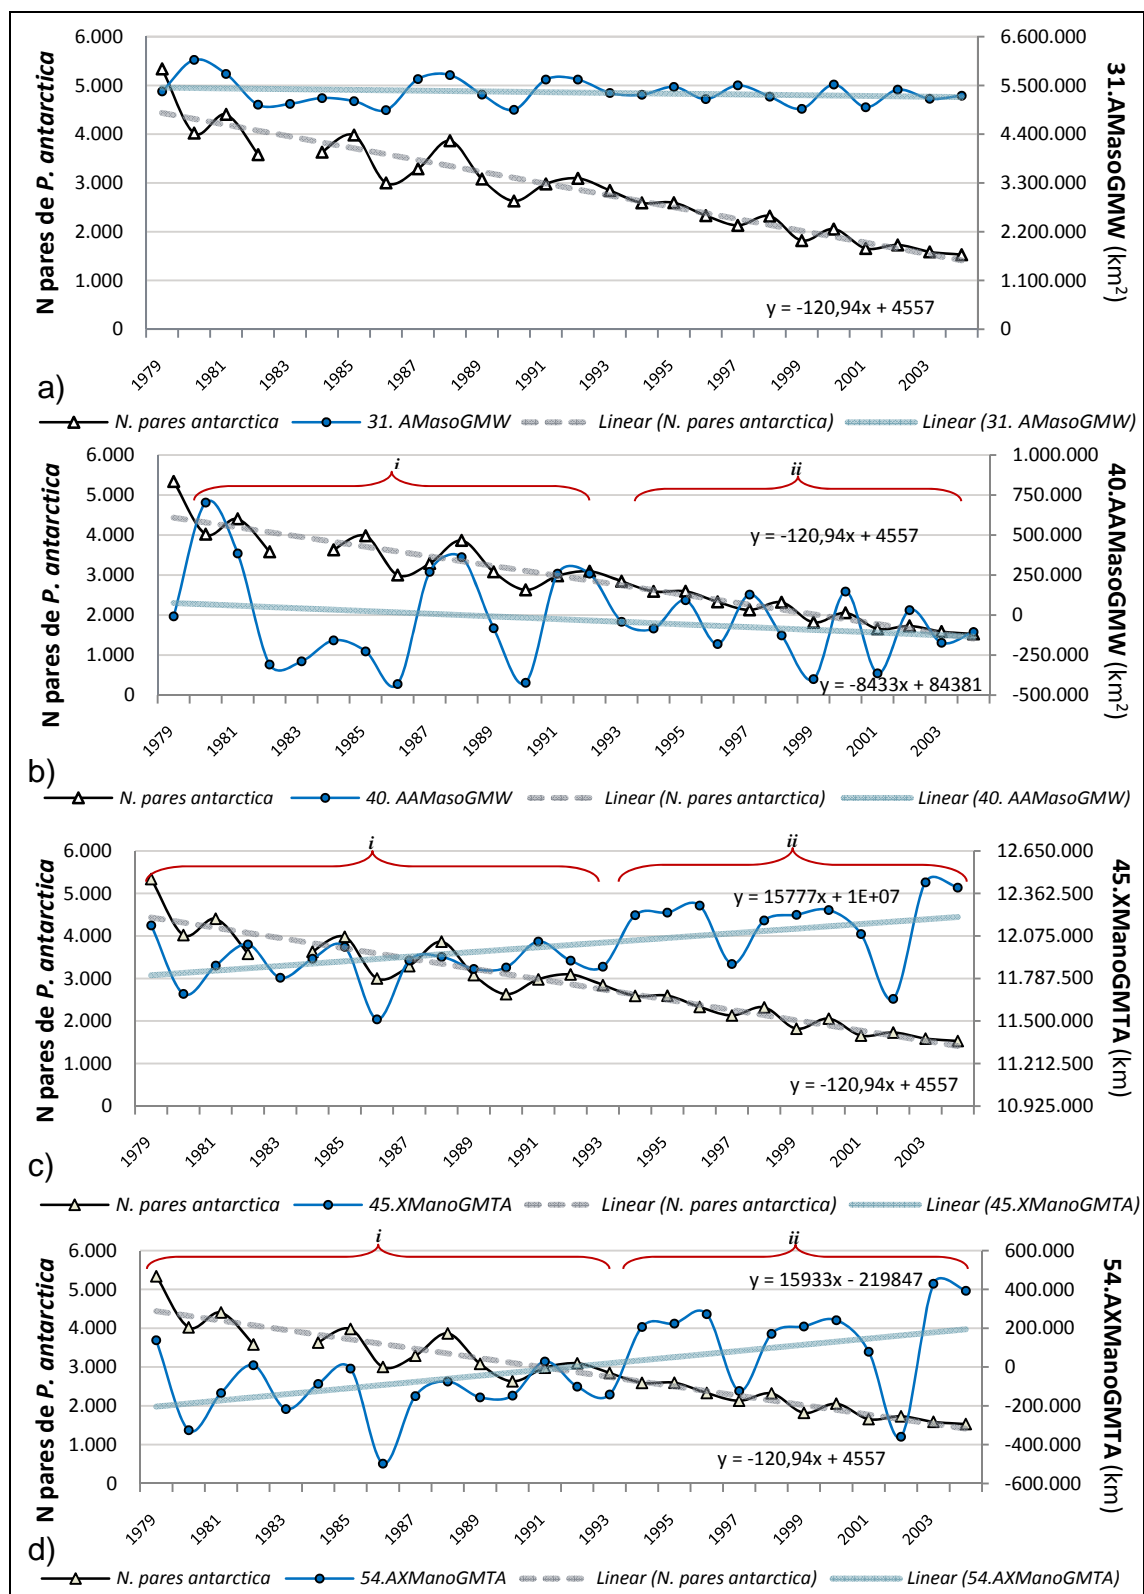 N pares de P. antarctica
6.000
5.000
4.000
3.000
2.000
1.000
0
6.600.000
5.500.000
4.400.000
3.300.000
2.200.000
1.100.000
0
31.AMasoGMW (km²)
y = -120,94x + 4557
1979
1981
1983
1985
1987
1989
1991
1993
1995
1997
1999
2001
2003
a)
N. pares antarctica
31. AMasoGMW
Linear (N. pares antarctica)
Linear (31. AMasoGMW)
N pares de P. antarctica
6.000
5.000
4.000
3.000
2.000
1.000
0
i
ii
1.000.000
750.000
500.000
250.000
0
-250.000
-500.000
40.AAMasoGMW (km²)
y = -120,94x + 4557
y = -8433x + 84381
1979
1981
1983
1985
1987
1989
1991
1993
1995
1997
1999
2001
2003
b)
N. pares antarctica
40. AAMasoGMW
Linear (N. pares antarctica)
Linear (40. AAMasoGMW)
N pares de P. antarctica
6.000
5.000
4.000
3.000
2.000
1.000
0
i
ii
12.650.000
12.362.500
12.075.000
11.787.500
11.500.000
11.212.500
10.925.000
45.XManoGMTA (km)
y = 15777x + 1E+07
y = -120,94x + 4557
1979
1981
1983
1985
1987
1989
1991
1993
1995
1997
1999
2001
2003
c)
N. pares antarctica
45.XManoGMTA
Linear (N. pares antarctica)
Linear (45.XManoGMTA)
N pares de P. antarctica
6.000
5.000
4.000
3.000
2.000
1.000
0
i
ii
600.000
400.000
200.000
0
-200.000
-400.000
-600.000
54.AXManoGMTA (km)
y = 15933x - 219847
y = -120,94x + 4557
1979
1981
1983
1985
1987
1989
1991
1993
1995
1997
1999
2001
2003
d)
N. pares antarctica
54.AXManoGMTA
Linear (N. pares antarctica)
Linear (54.AXManoGMTA)